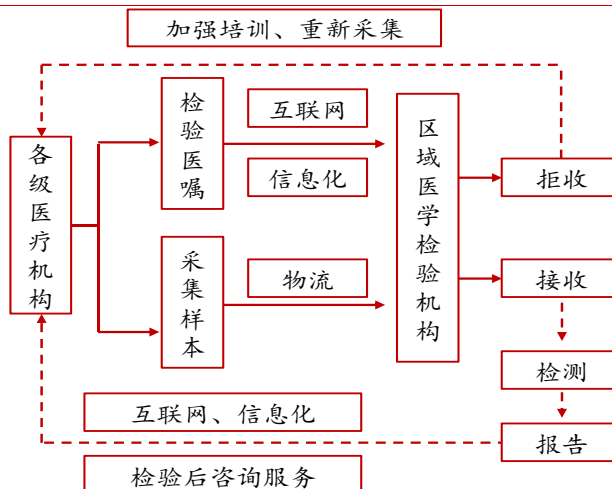 加强培训、重新采集
各级医疗机构
检验医嘱
互联网
信息化
采集样本
物流
区域医学检验机构
拒收
接收
检测
报告
互联网、信息化
检验后咨询服务